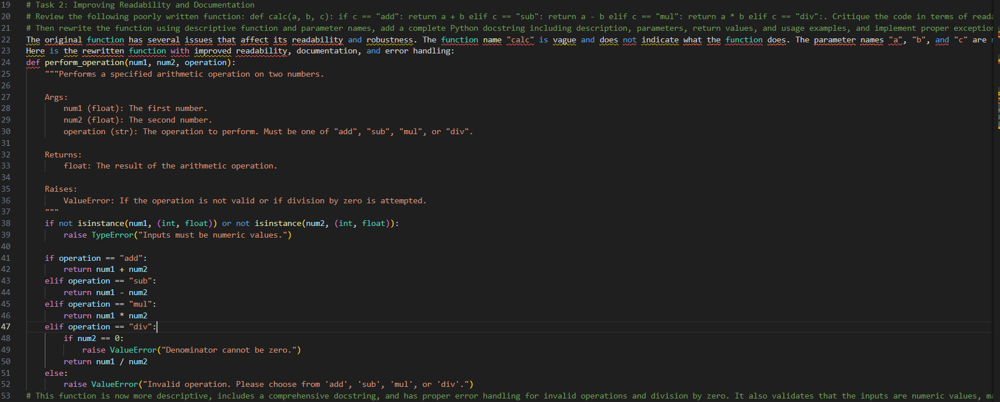 19 # Task 2: Improving Readability and Documentation
20 # Review the following poorly written function: def calc(a, b, c): if c == "add": return a + b elif c == "sub": return a - b elif c == "mul": return a * b elif c == "div":. Critique the code in terms of reada
21 # Then rewrite the function using descriptive function and parameter names, add a complete Python docstring including description, parameters, return values, and usage examples, and implement proper exception
22 The original function has several issues that affect its readability and robustness. The function name "calc" is vague and does not indicate what the function does. The parameter names "a", "b", and "c" are
23 Here is the rewritten function with improved readability, documentation, and error handling:
24 def perform_operation(num1, num2, operation):
25     """Performs a specified arithmetic operation on two numbers.
26
27     Args:
28         num1 (float): The first number.
29         num2 (float): The second number.
30         operation (str): The operation to perform. Must be one of "add", "sub", "mul", or "div".
31
32     Returns:
33         float: The result of the arithmetic operation.
34
35     Raises:
36         ValueError: If the operation is not valid or if division by zero is attempted.
37     """
38     if not isinstance(num1, (int, float)) or not isinstance(num2, (int, float)):
39         raise TypeError("Inputs must be numeric values.")
40
41     if operation == "add":
42         return num1 + num2
43     elif operation == "sub":
44         return num1 - num2
45     elif operation == "mul":
46         return num1 * num2
47     elif operation == "div":
48         if num2 == 0:
49             raise ValueError("Denominator cannot be zero.")
50         return num1 / num2
51     else:
52         raise ValueError("Invalid operation. Please choose from 'add', 'sub', 'mul', or 'div'.")
53 # This function is now more descriptive, includes a comprehensive docstring, and has proper error handling for invalid operations and division by zero. It also validates that the inputs are numeric values, ma